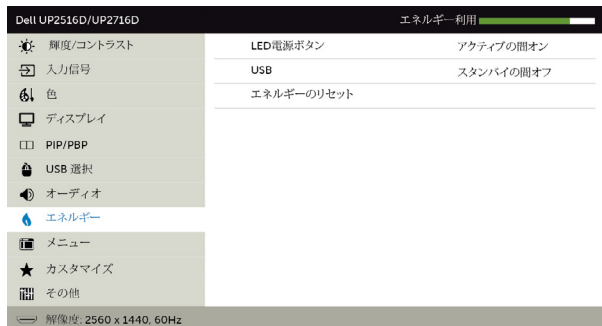 Dell UP2516D/UP2716D エネルギー利用
輝度/コントラスト LED電源ボタン アクティブの間オン
入力信号 USB スタンバイの間オフ
色 エネルギーのリセット
ディスプレイ
PIP/PBP
USB 選択
オーディオ
エネルギー
メニュー
カスタマイズ
その他
解像度: 2560 x 1440, 60Hz